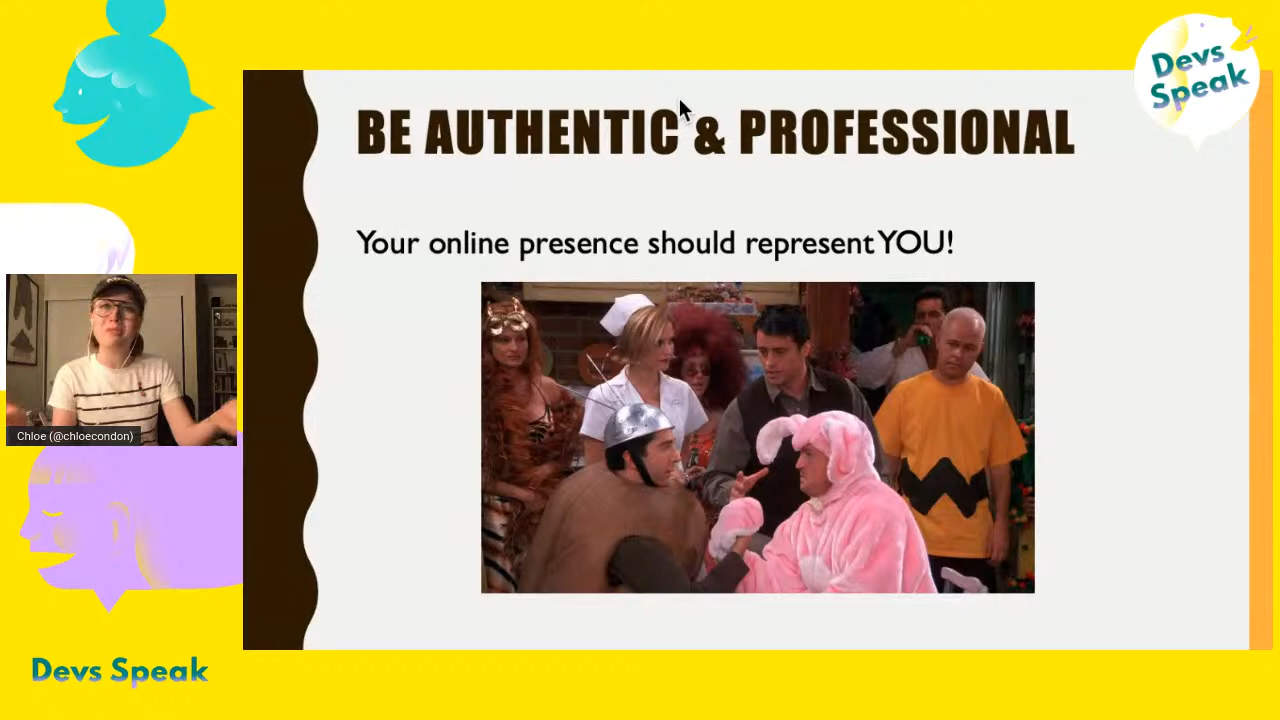 Devs
Speak
BE AUTHENTIC & PROFESSIONAL
Your online presence should represent YOU!
Chloe (@chloecondon)
Devs Speak